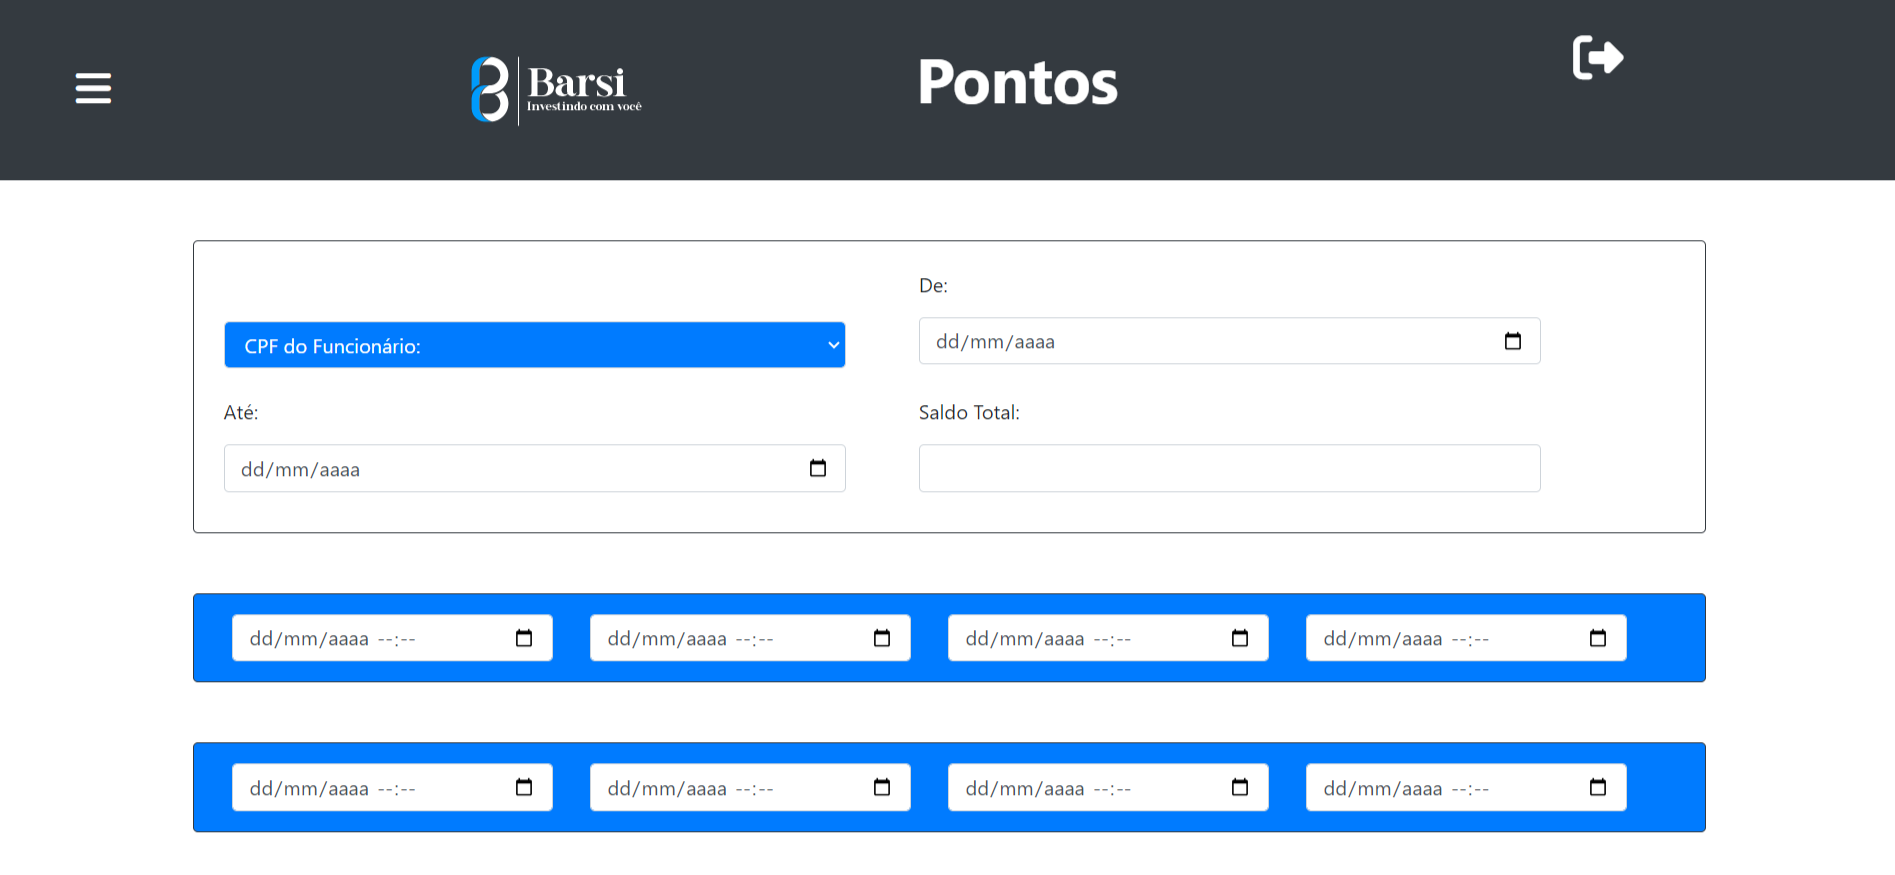 Barsi
Investindo com você
Pontos
De:
CPF do Funcionário:
dd/mm/aaaa
Até:
Saldo Total:
dd/mm/aaaa
dd/mm/aaaa --:--
dd/mm/aaaa --:--
dd/mm/aaaa --:--
dd/mm/aaaa --:--
dd/mm/aaaa --:--
dd/mm/aaaa --:--
dd/mm/aaaa --:--
dd/mm/aaaa --:--